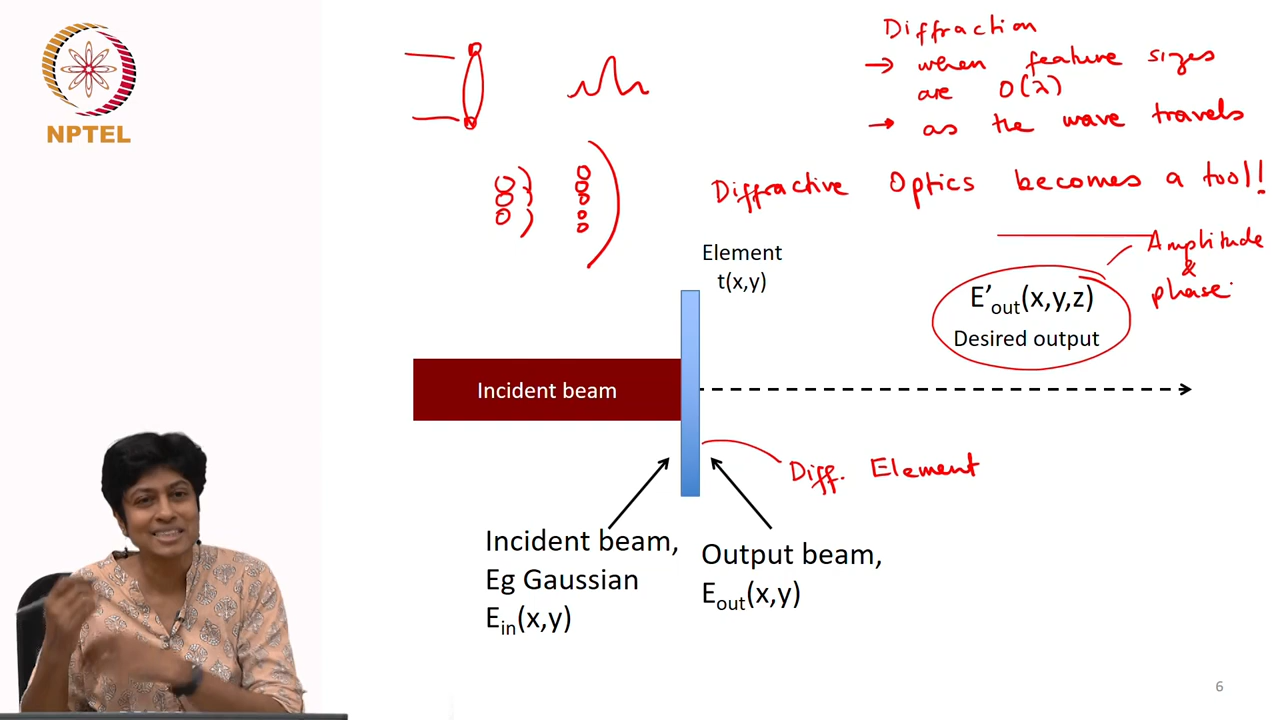 NPTEL
Diffraction
→ when feature sizes
are O(λ)
→ as the wave travels
Diffractive Optics becomes a tool!
Element
t(x,y)
Amplitude
&
phase.
E’out(x,y,z)
Desired output
Incident beam
Diff. Element
Incident beam,
Eg Gaussian
Ein(x,y)
Output beam,
Eout(x,y)
6